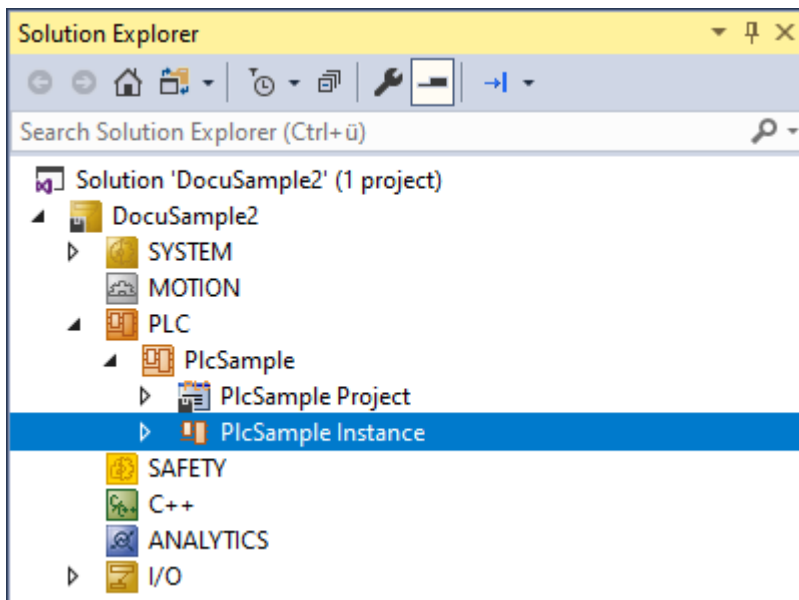 Solution Explorer
Search Solution Explorer (Ctrl+ü)
Solution 'DocuSample2' (1 project)
DocuSample2
SYSTEM
MOTION
PLC
PlcSample
PlcSample Project
PlcSample Instance
SAFETY
C++
ANALYTICS
I/O